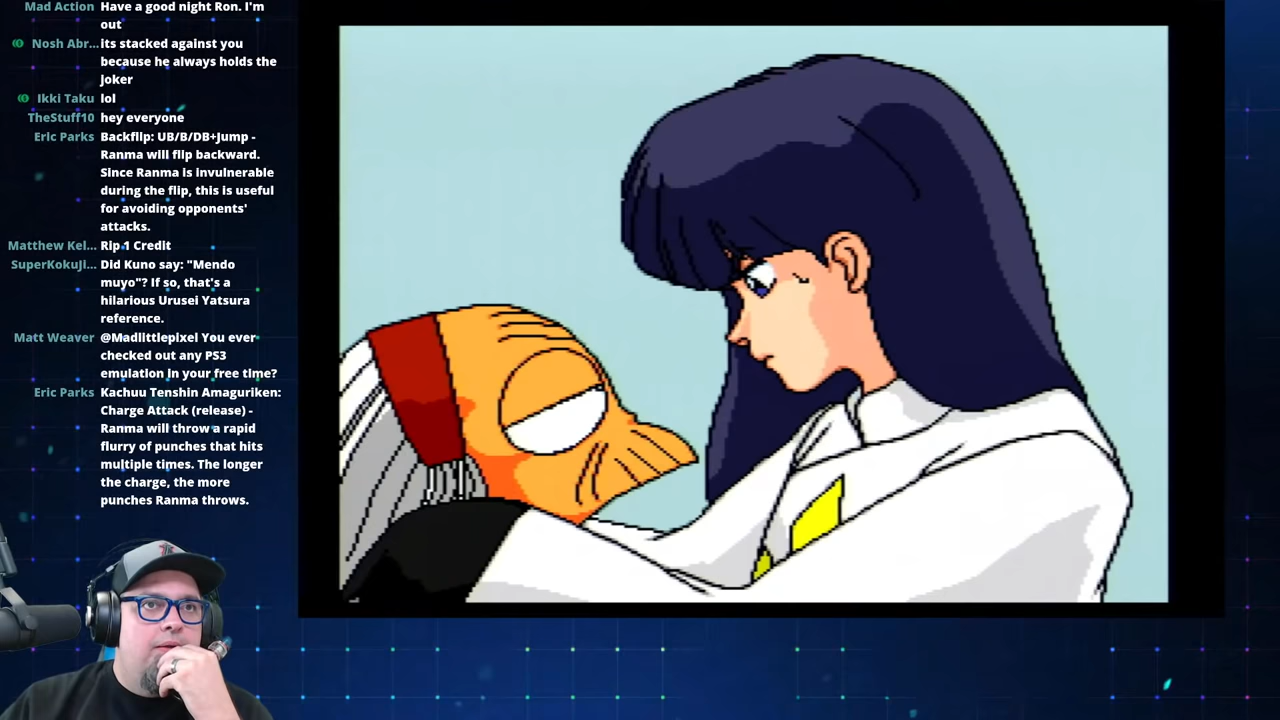 Mad Action Have a good night Ron. I'm
out
Nosh Abr... Its stacked against you
because he always holds the
Joker
Ikki Taku lol
TheStuff10 hey everyone
Eric Parks Backflip: UB/B/DB+Jump -
Ranma will flip backward.
Since Ranma is invulnerable
during the flip, this is useful
for avoiding opponents'
attacks.
Matthew Kel... Rip 1 Credit
SuperKokuji... Did Kuno say: "Mendo
muyo"? If so, that's a
hilarious Urusei Yatsura
reference.
Matt Weaver @Madlittlepixel You ever
checked out any PS3
emulation in your free time?
Eric Parks Kachuu Tenshin Amaguriken:
Charge Attack (release) -
Ranma will throw a rapid
flurry of punches that hits
multiple times. The longer
the charge, the more
punches Ranma throws.